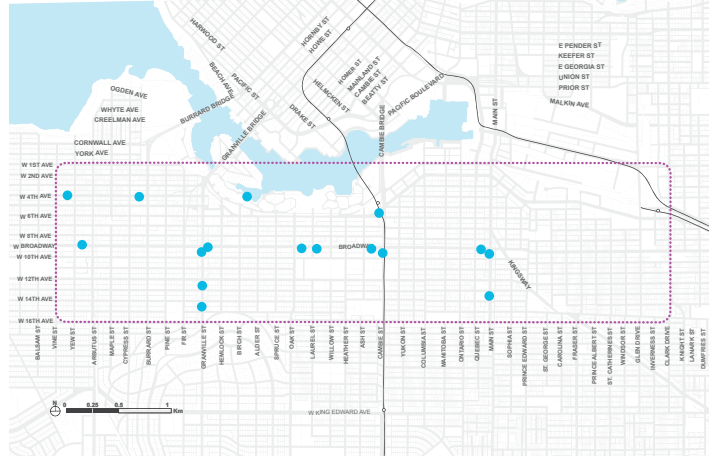 HARWOOD ST
HORNBY ST
HOWE ST
E PENDER ST
KEEFER ST
E GEORGIA ST
UNION ST
PRIOR ST
MALKIN AVE
BEACH AVE
PACIFIC ST
HOMER ST
MAINLAND ST
CAMBIE ST
BEATTY ST
HELMCKEN ST
PACIFIC BOULEVARD
OGDEN AVE
WHYTE AVE
CREELMAN AVE
BURRARD BRIDGE
GRANVILLE BRIDGE
DRAKE ST
CAMBIE BRIDGE
MAIN ST
CORNWALL AVE
YORK AVE
W 1ST AVE
W 2ND AVE
W 4TH AVE
W 6TH AVE
W 8TH AVE
W BROADWAY
BROADWAY
W 10TH AVE
KINGSWAY
W 12TH AVE
W 14TH AVE
W 16TH AVE
BALSAM ST
VINE ST
YEW ST
ARBUTUS ST
MAPLE ST
CYPRESS ST
BURRARD ST
PINE ST
FIR ST
GRANVILLE ST
HEMLOCK ST
BIRCH ST
ALDER ST
SPRUCE ST
OAK ST
LAUREL ST
WILLOW ST
HEATHER ST
ASH ST
CAMBIE ST
YUKON ST
COLUMBIA ST
MANITOBA ST
ONTARIO ST
QUEBEC ST
MAIN ST
SOPHIA ST
PRINCE EDWARD ST
ST. GEORGE ST
CAROLINA ST
FRASER ST
PRINCE ALBERT ST
ST. CATHERINES ST
WINDSOR ST
GLEN DRIVE
INVERNESS ST
CLARK DRIVE
KNIGHT ST
LANARK ST
DUMFRIES ST
N
0 0.25 0.5 1
Km
W KING EDWARD AVE